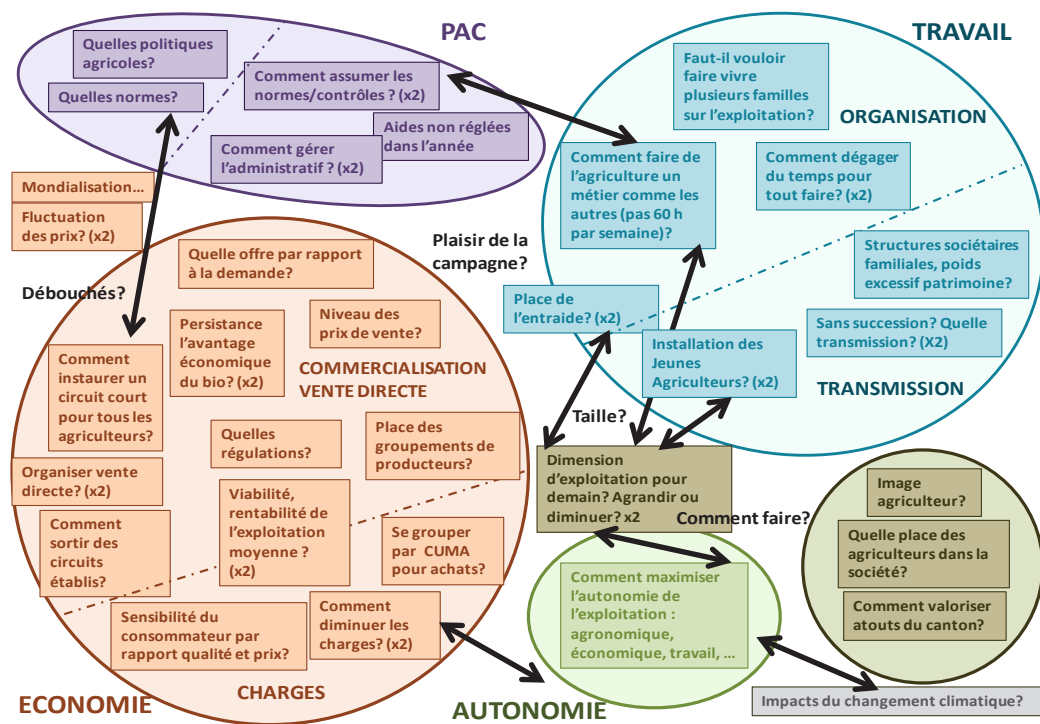 PAC
Quelles politiques
agricoles?
Quelles normes?
Comment assumer les
normes/contrôles ? (x2)
Aides non réglées
dans l'année
Comment gérer
l'administratif ? (x2)
TRAVAIL
Faut-il vouloir
faire vivre
plusieurs familles
sur l'exploitation?
ORGANISATION
Comment faire de
l'agriculture un
métier comme les
autres (pas 60 h
par semaine)?
Comment dégager
du temps pour
tout faire? (x2)
Structures sociétaires
familiales, poids
excessif patrimoine?
Place de
l'entraide? (x2)
Installation des
Jeunes
Agriculteurs? (x2)
Sans succession? Quelle
transmission? (X2)
TRANSMISSION
Plaisir de la
campagne?
Mondialisation…
Fluctuation
des prix? (x2)
Débouchés?
Quelle offre par rapport
à la demande?
Niveau des
prix de vente?
Persistance
l'avantage
économique
du bio? (x2)
COMMERCIALISATION
VENTE DIRECTE
Comment
instaurer un
circuit court
pour tous les
agriculteurs?
Quelles
régulations?
Place des
groupements de
producteurs?
Organiser vente
directe? (x2)
Comment
sortir des
circuits
établis?
Viabilité,
rentabilité de
l'exploitation
moyenne ?
(x2)
Se grouper
par CUMA
pour achats?
Sensibilité du
consommateur par
rapport qualité et prix?
Comment
diminuer les
charges? (x2)
CHARGES
ECONOMIE
Taille?
Dimension
d'exploitation pour
demain? Agrandir ou
diminuer? x2
Comment faire?
Comment maximiser
l'autonomie de
l'exploitation :
agronomique,
économique, travail, …
AUTONOMIE
Image
agriculteur?
Quelle place des
agriculteurs dans la
société?
Comment valoriser
atouts du canton?
Impacts du changement climatique?